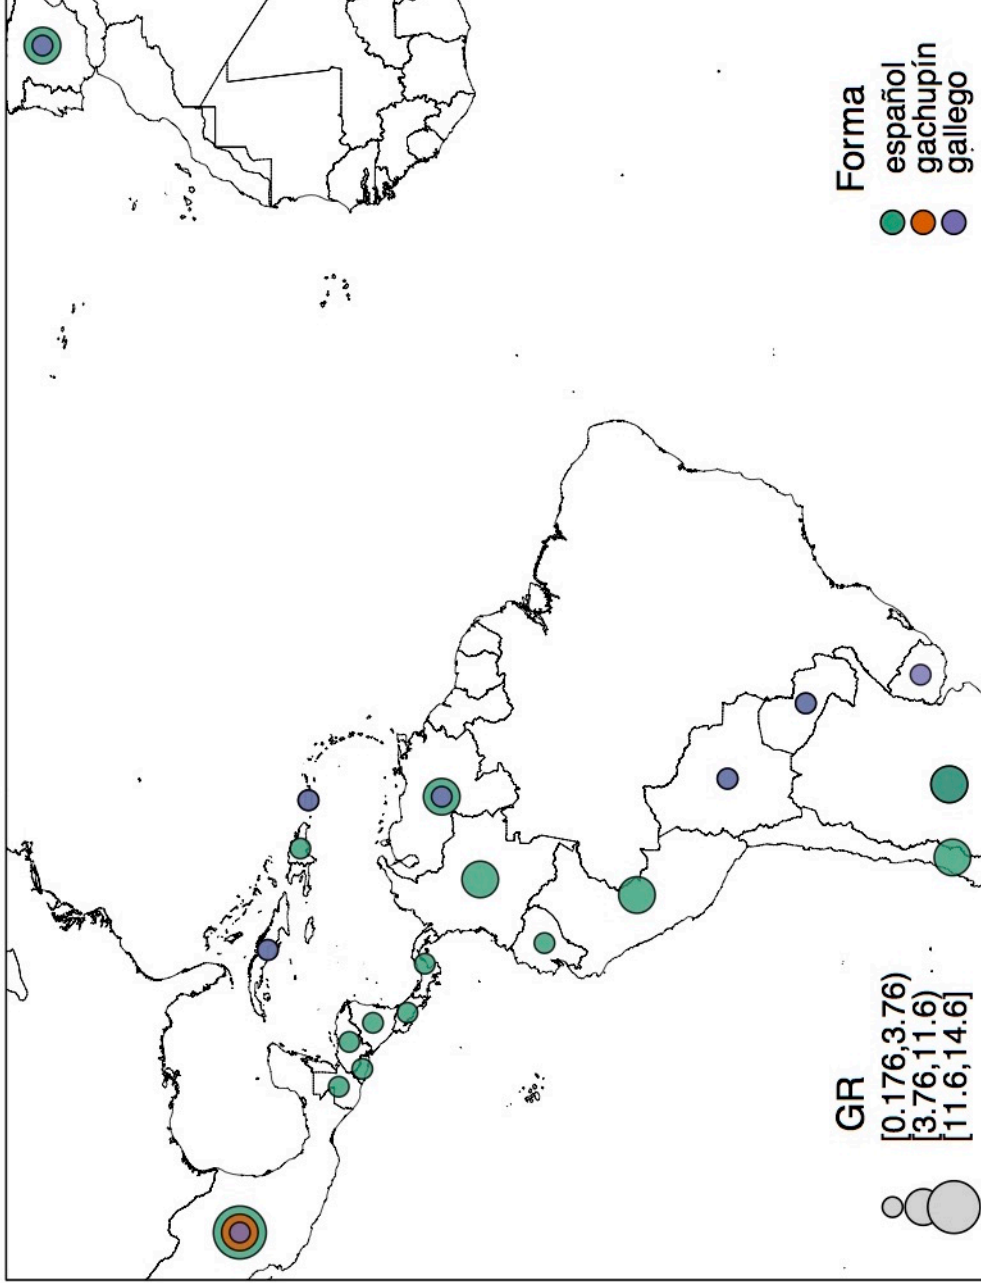 GR
[0.176,3.76)
[3.76,11.6)
[11.6,14.6]
Forma
español
gachupín
gallego